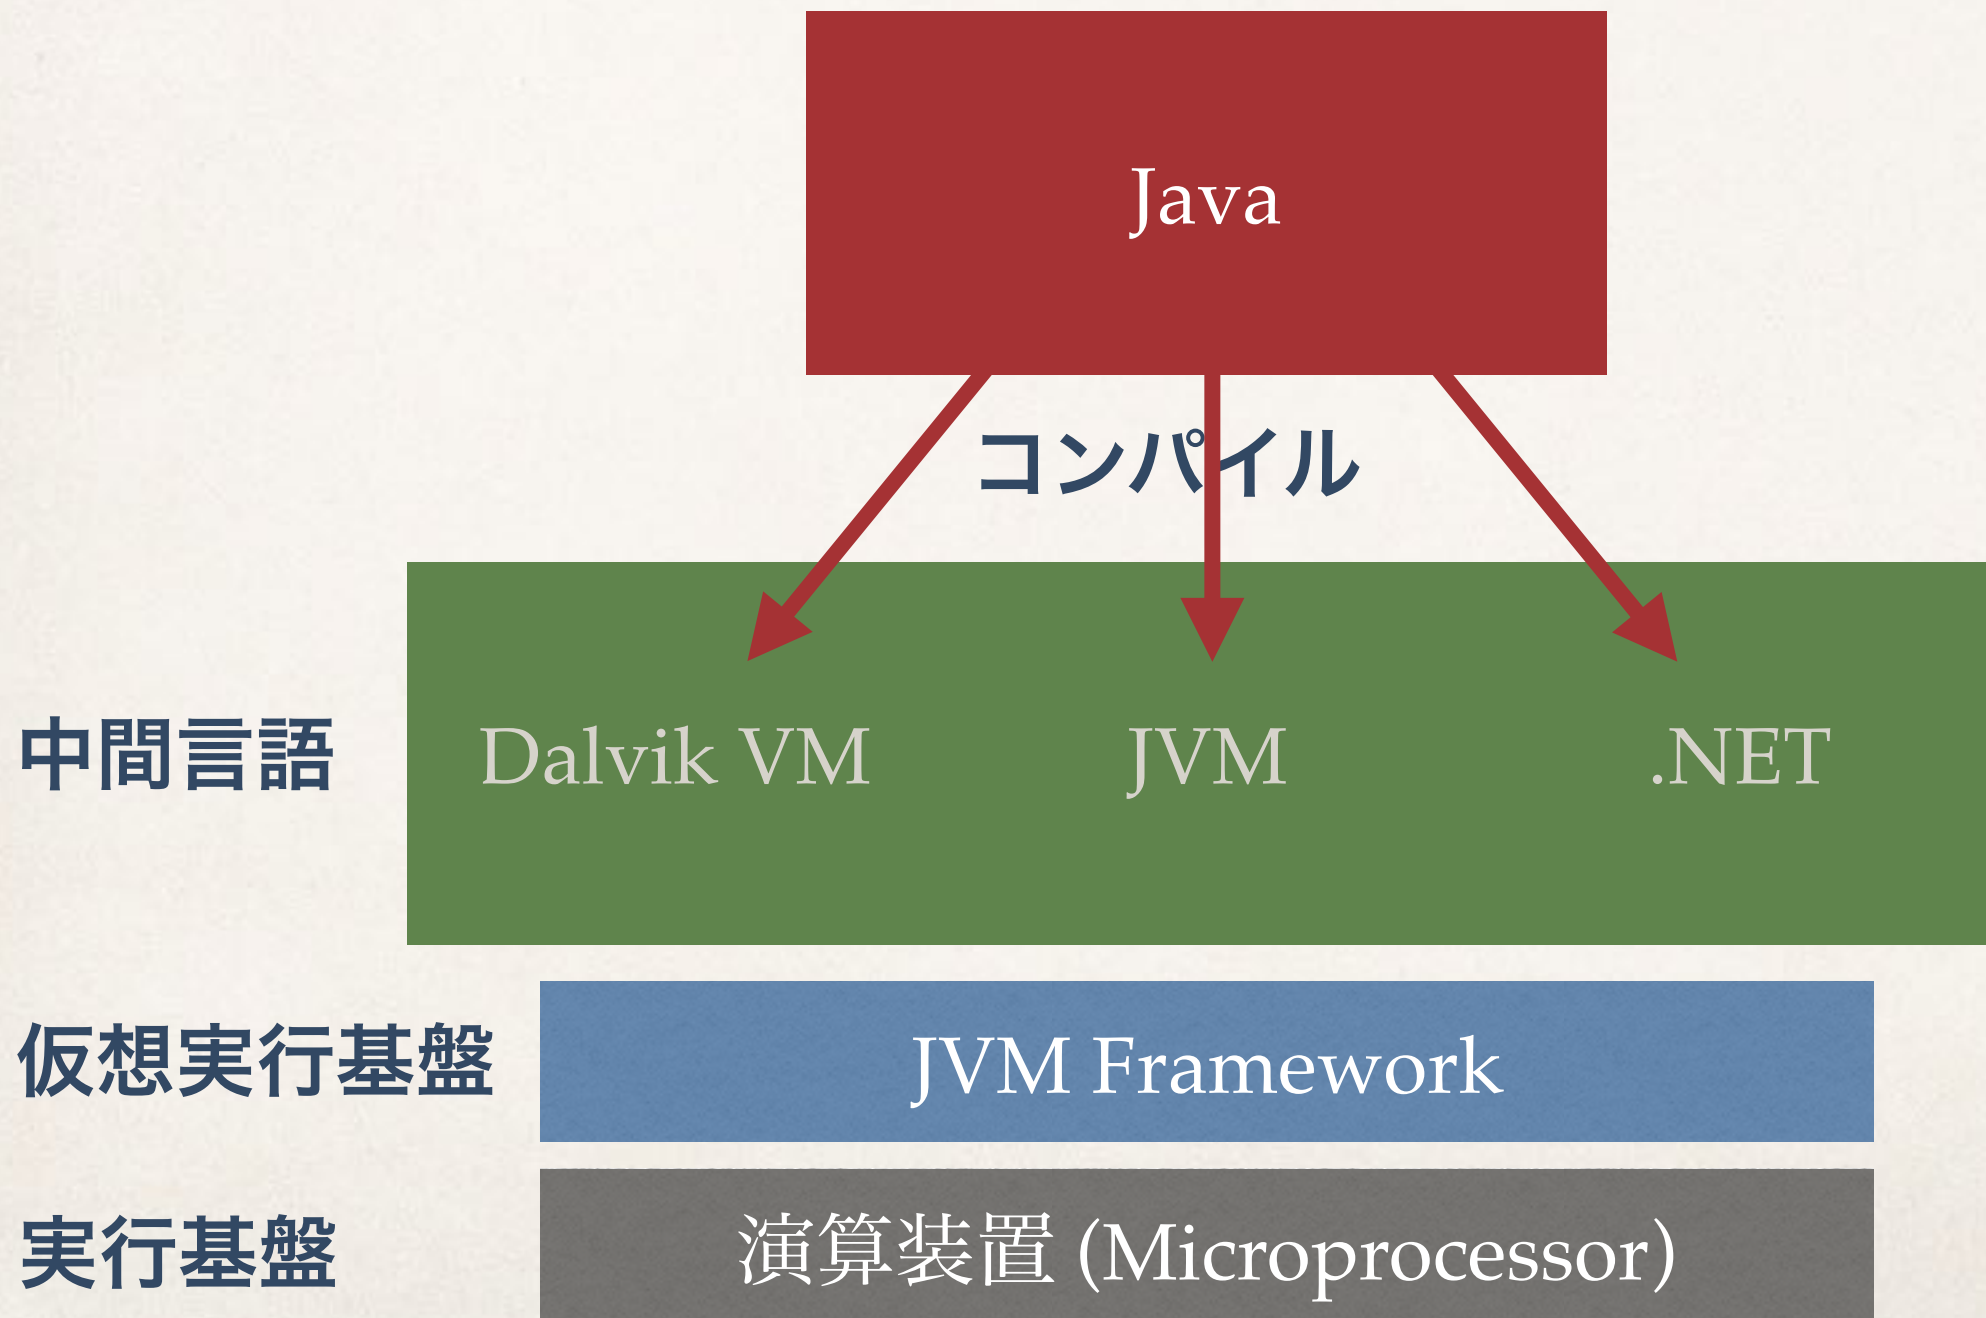 Java
コンパイル
中間言語
Dalvik VM
JVM
.NET
仮想実行基盤
JVM Framework
実行基盤
演算装置 (Microprocessor)